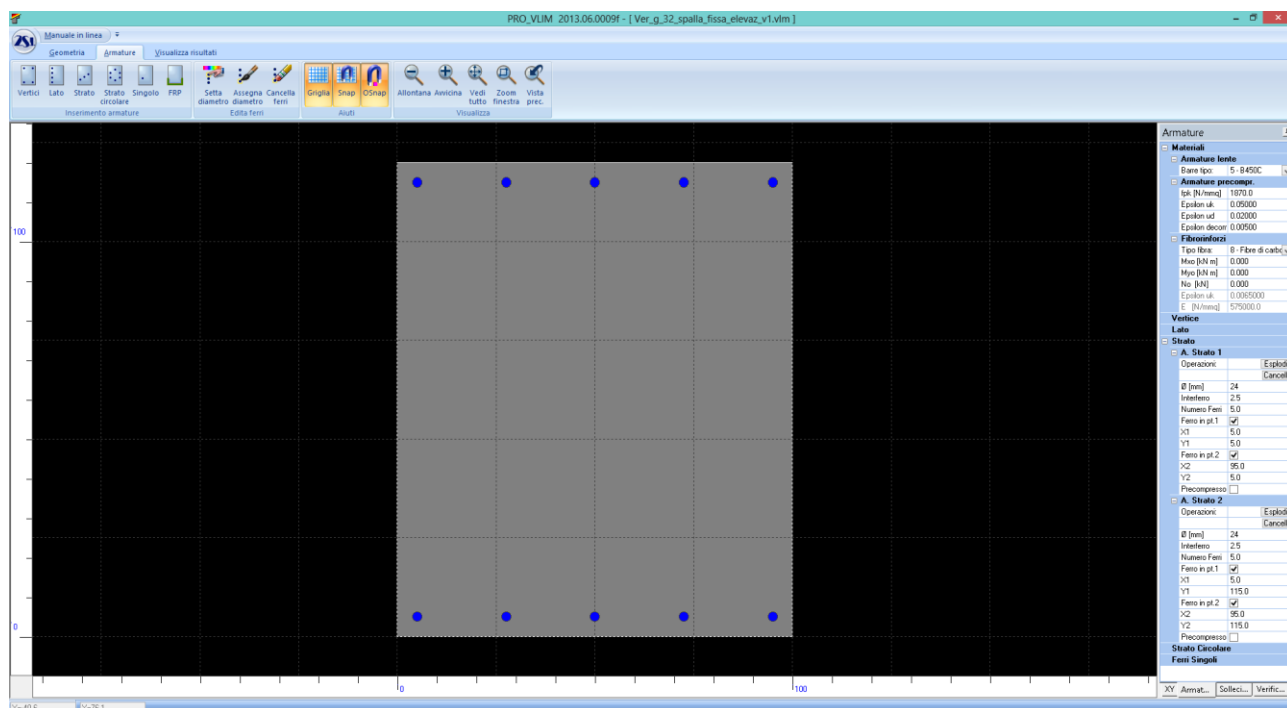 PRO_VLIM 2013.06.0009f - [ Ver_g_32_spalla_fissa_elevaz_v1.vlm ]
2SI
Manuale in linea
Geometria Armature Visualizza risultati
Vertici Lato Strato Strato circolare Singolo FRP
Inserimento armature
Setta diametro Assegna diametro Cancella ferri
Edita ferri
Griglia Snap OSnap
Aiuti
Allontana Avvicina Vedi tutto Zoom finestra Vista prec.
Visualizza
100
0
0
100
Armature
Materiali
Armature lente
Barre tipo: 5 - B450C
Armature precompr.
fpk [N/mmq] 1870.0
Epsilon uk 0.05000
Epsilon ud 0.02000
Epsilon decorr 0.00500
Fibrorinforzi
Tipo fibra: 8 - Fibre di carbo
Mxo [kN m] 0.000
Myo [kN m] 0.000
No [kN] 0.000
Epsilon uk 0.0065000
E [N/mmq] 575000.0
Vertice
Lato
Strato
A. Strato 1
Operazioni: Esplodi
Cancell
Ø [mm] 24
Interferro 2.5
Numero Ferri 5.0
Ferro in pt.1
X1 5.0
Y1 5.0
Ferro in pt.2
X2 95.0
Y2 5.0
Precompresso
A. Strato 2
Operazioni: Esplodi
Cancell
Ø [mm] 24
Interferro 2.5
Numero Ferri 5.0
Ferro in pt.1
X1 5.0
Y1 115.0
Ferro in pt.2
X2 95.0
Y2 115.0
Precompresso
Strato Circolare
Ferri Singoli
XY Armat... Solleci... Verific...